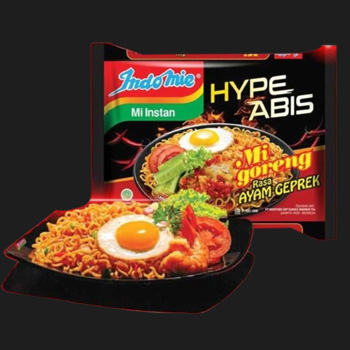 Indomie
Mi Instan
HYPE
ABIS
Mi
goreng
Rasa
AYAM GEPREK